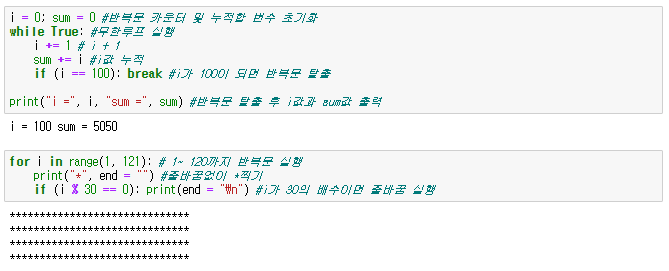 i = 0; sum = 0 #반복문 카운터 및 누적합 변수 초기화
while True: #무한루프 실행
    i += 1 # i + 1
    sum += i #i값 누적
    if (i == 100): break #i가 100이 되면 반복문 탈출
print("i =", i, "sum =", sum) #반복문 탈출 후 i값과 sum값 출력
i = 100 sum = 5050
for i in range(1, 121): # 1~ 120까지 반복문 실행
    print("*", end = "") #줄바꿈없이 *찍기
    if (i % 30 == 0): print(end = "₩n") #i가 30의 배수이면 줄바꿈 실행
******************************
******************************
******************************
******************************